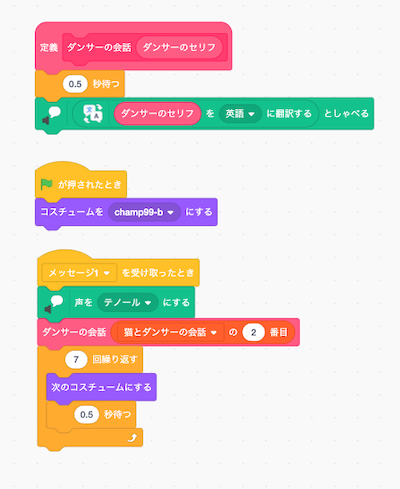 定義 ダンサーの会話 ダンサーのセリフ
0.5 秒待つ
文 A ダンサーのセリフ を 英語 に翻訳する としゃべる
が押されたとき
コスチュームを champ99-b にする
メッセージ1 を受け取ったとき
声を テノール にする
ダンサーの会話 猫とダンサーの会話 の 2 番目
7 回繰り返す
次のコスチュームにする
0.5 秒待つ